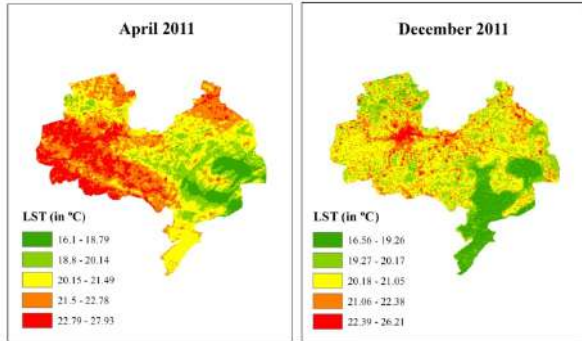 April 2011
LST (in °C)
16.1 - 18.79
18.8 - 20.14
20.15 - 21.49
21.5 - 22.78
22.79 - 27.93
December 2011
LST (in °C)
16.56 - 19.26
19.27 - 20.17
20.18 - 21.05
21.06 - 22.38
22.39 - 26.21